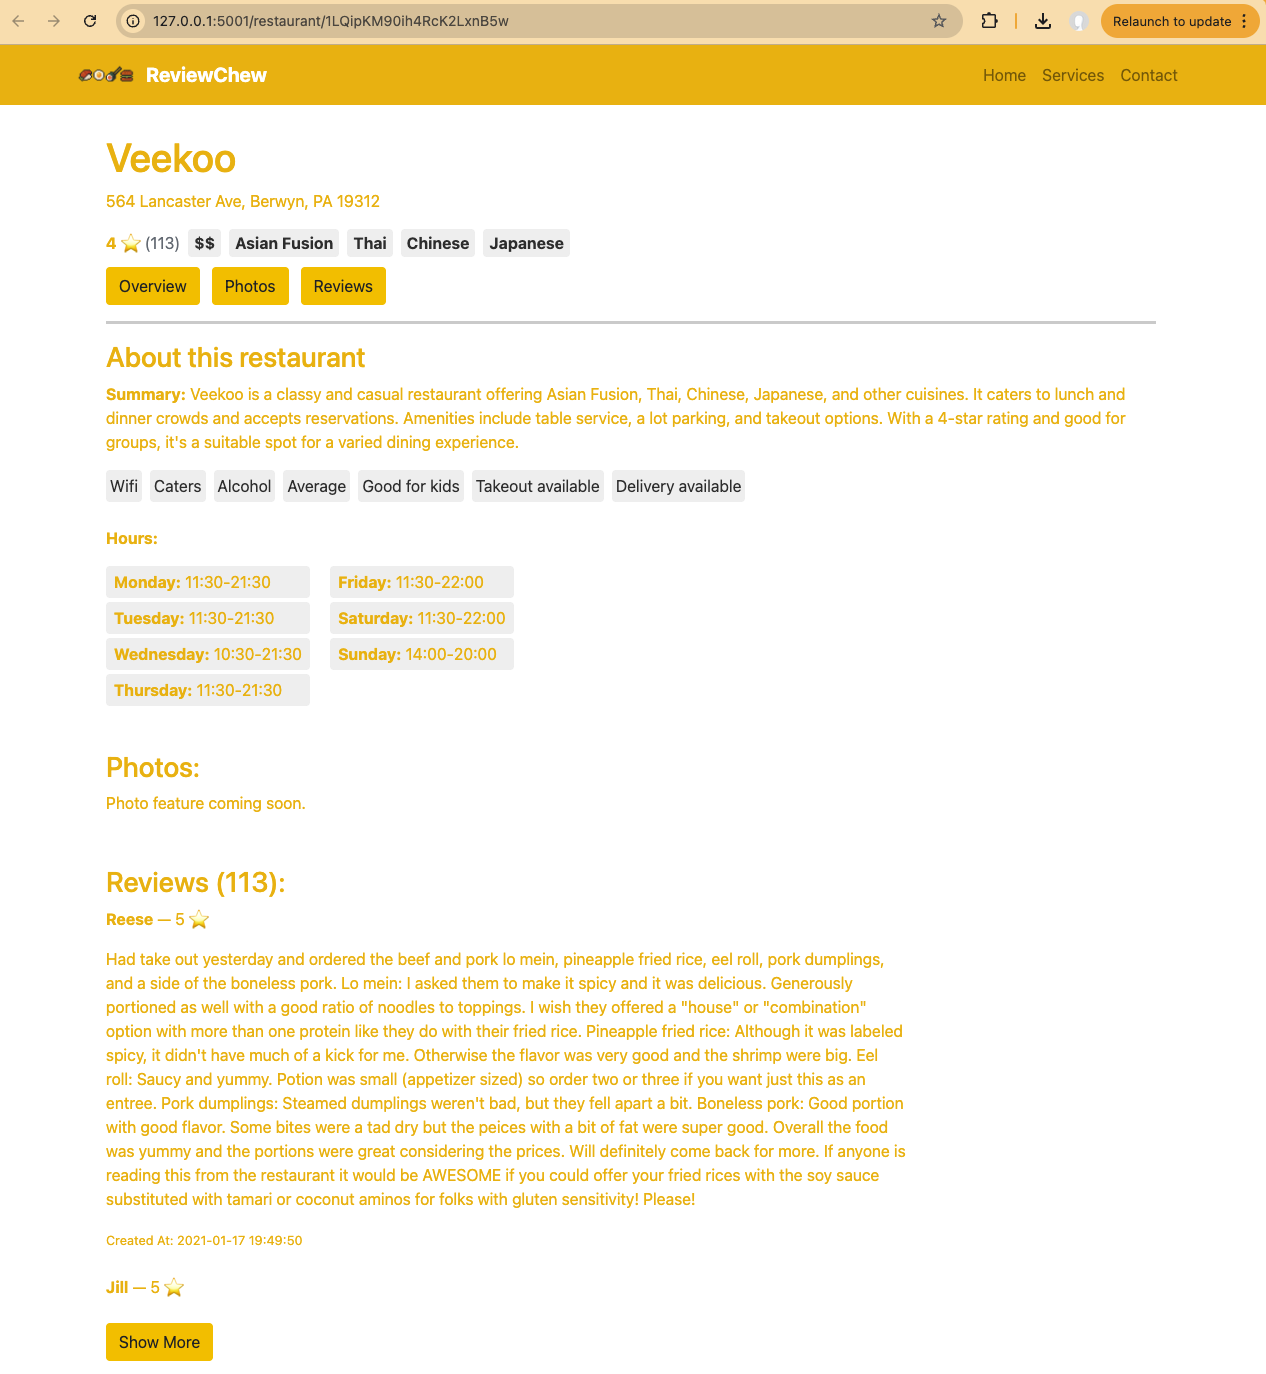 127.0.0.1:5001/restaurant/1LQipKM90ih4RcK2LxnB5w
Relaunch to update
ReviewChew
Home Services Contact
Veekoo
564 Lancaster Ave, Berwyn, PA 19312
4 ⭐ (113) $$ Asian Fusion Thai Chinese Japanese
Overview Photos Reviews
About this restaurant
Summary: Veekoo is a classy and casual restaurant offering Asian Fusion, Thai, Chinese, Japanese, and other cuisines. It caters to lunch and
dinner crowds and accepts reservations. Amenities include table service, a lot parking, and takeout options. With a 4-star rating and good for
groups, it's a suitable spot for a varied dining experience.
Wifi Caters Alcohol Average Good for kids Takeout available Delivery available
Hours:
Monday: 11:30-21:30
Tuesday: 11:30-21:30
Wednesday: 10:30-21:30
Thursday: 11:30-21:30
Friday: 11:30-22:00
Saturday: 11:30-22:00
Sunday: 14:00-20:00
Photos:
Photo feature coming soon.
Reviews (113):
Reese — 5 ⭐
Had take out yesterday and ordered the beef and pork lo mein, pineapple fried rice, eel roll, pork dumplings,
and a side of the boneless pork. Lo mein: I asked them to make it spicy and it was delicious. Generously
portioned as well with a good ratio of noodles to toppings. I wish they offered a "house" or "combination"
option with more than one protein like they do with their fried rice. Pineapple fried rice: Although it was labeled
spicy, it didn't have much of a kick for me. Otherwise the flavor was very good and the shrimp were big. Eel
roll: Saucy and yummy. Potion was small (appetizer sized) so order two or three if you want just this as an
entree. Pork dumplings: Steamed dumplings weren't bad, but they fell apart a bit. Boneless pork: Good portion
with good flavor. Some bites were a tad dry but the peices with a bit of fat were super good. Overall the food
was yummy and the portions were great considering the prices. Will definitely come back for more. If anyone is
reading this from the restaurant it would be AWESOME if you could offer your fried rices with the soy sauce
substituted with tamari or coconut aminos for folks with gluten sensitivity! Please!
Created At: 2021-01-17 19:49:50
Jill — 5 ⭐
Show More